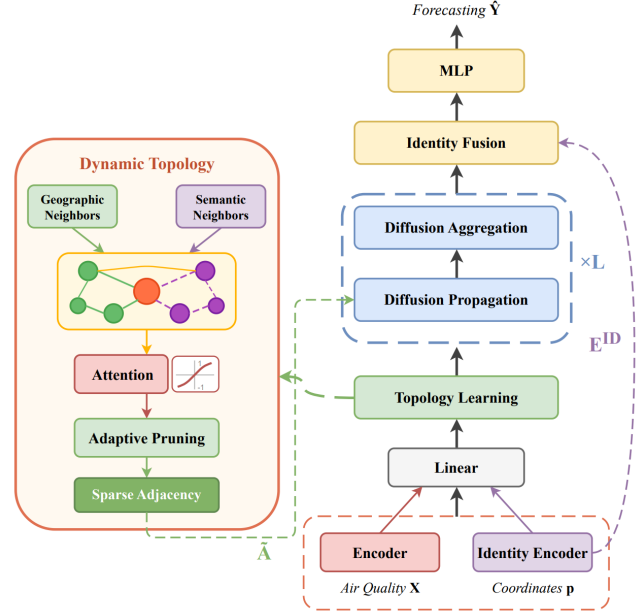 Forecasting Ŷ
MLP
Identity Fusion
Diffusion Aggregation
×L
Diffusion Propagation
E^ID
Topology Learning
Linear
Encoder
Identity Encoder
Air Quality X
Coordinates p
Dynamic Topology
Geographic
Neighbors
Semantic
Neighbors
Attention
1
-1
Adaptive Pruning
Sparse Adjacency
Ã